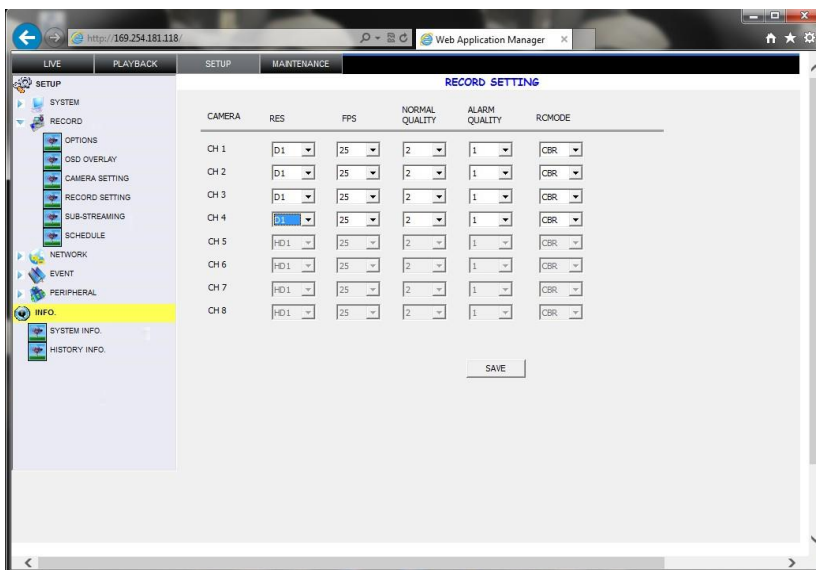 http://169.254.181.118/
Web Application Manager
LIVE PLAYBACK SETUP MAINTENANCE
SETUP
SYSTEM
RECORD
OPTIONS
OSD OVERLAY
CAMERA SETTING
RECORD SETTING
SUB-STREAMING
SCHEDULE
NETWORK
EVENT
PERIPHERAL
INFO.
SYSTEM INFO.
HISTORY INFO.
RECORD SETTING
CAMERA RES FPS NORMAL QUALITY ALARM QUALITY RCMODE
CH 1 D1 25 2 1 CBR
CH 2 D1 25 2 1 CBR
CH 3 D1 25 2 1 CBR
CH 4 D1 25 2 1 CBR
CH 5 HD1 25 2 1 CBR
CH 6 HD1 25 2 1 CBR
CH 7 HD1 25 2 1 CBR
CH 8 HD1 25 2 1 CBR
SAVE